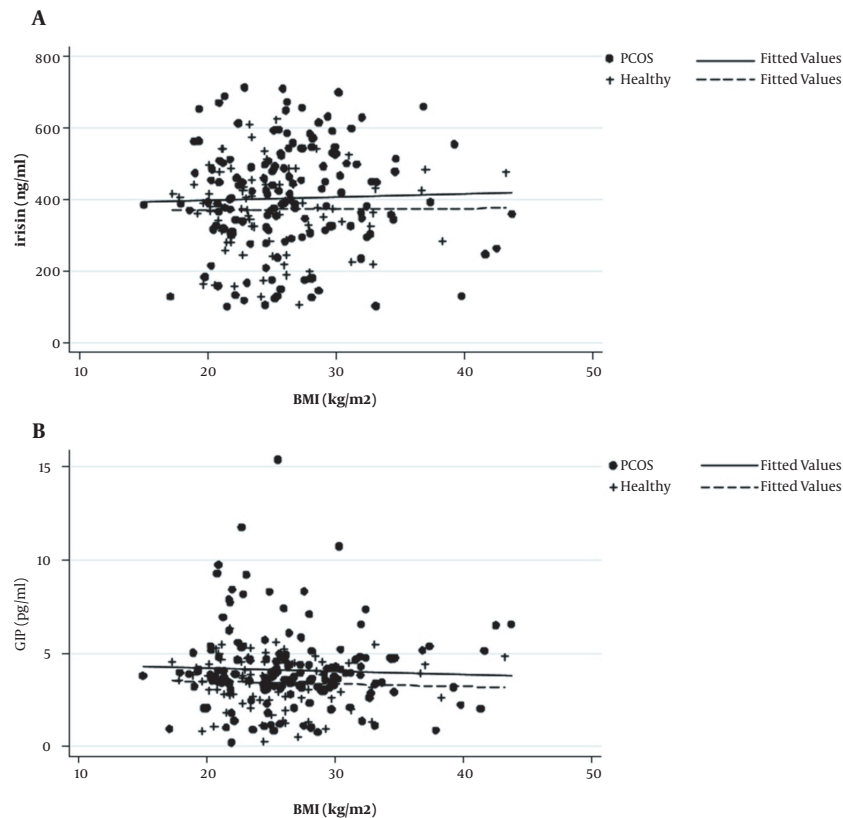 A
800
600
400
200
0
irisin (ng/ml)
10 20 30 40 50
BMI (kg/m2)
PCOS Fitted Values
Healthy Fitted Values
B
15
10
5
0
GIP (pg/ml)
10 20 30 40 50
BMI (kg/m2)
PCOS Fitted Values
Healthy Fitted Values